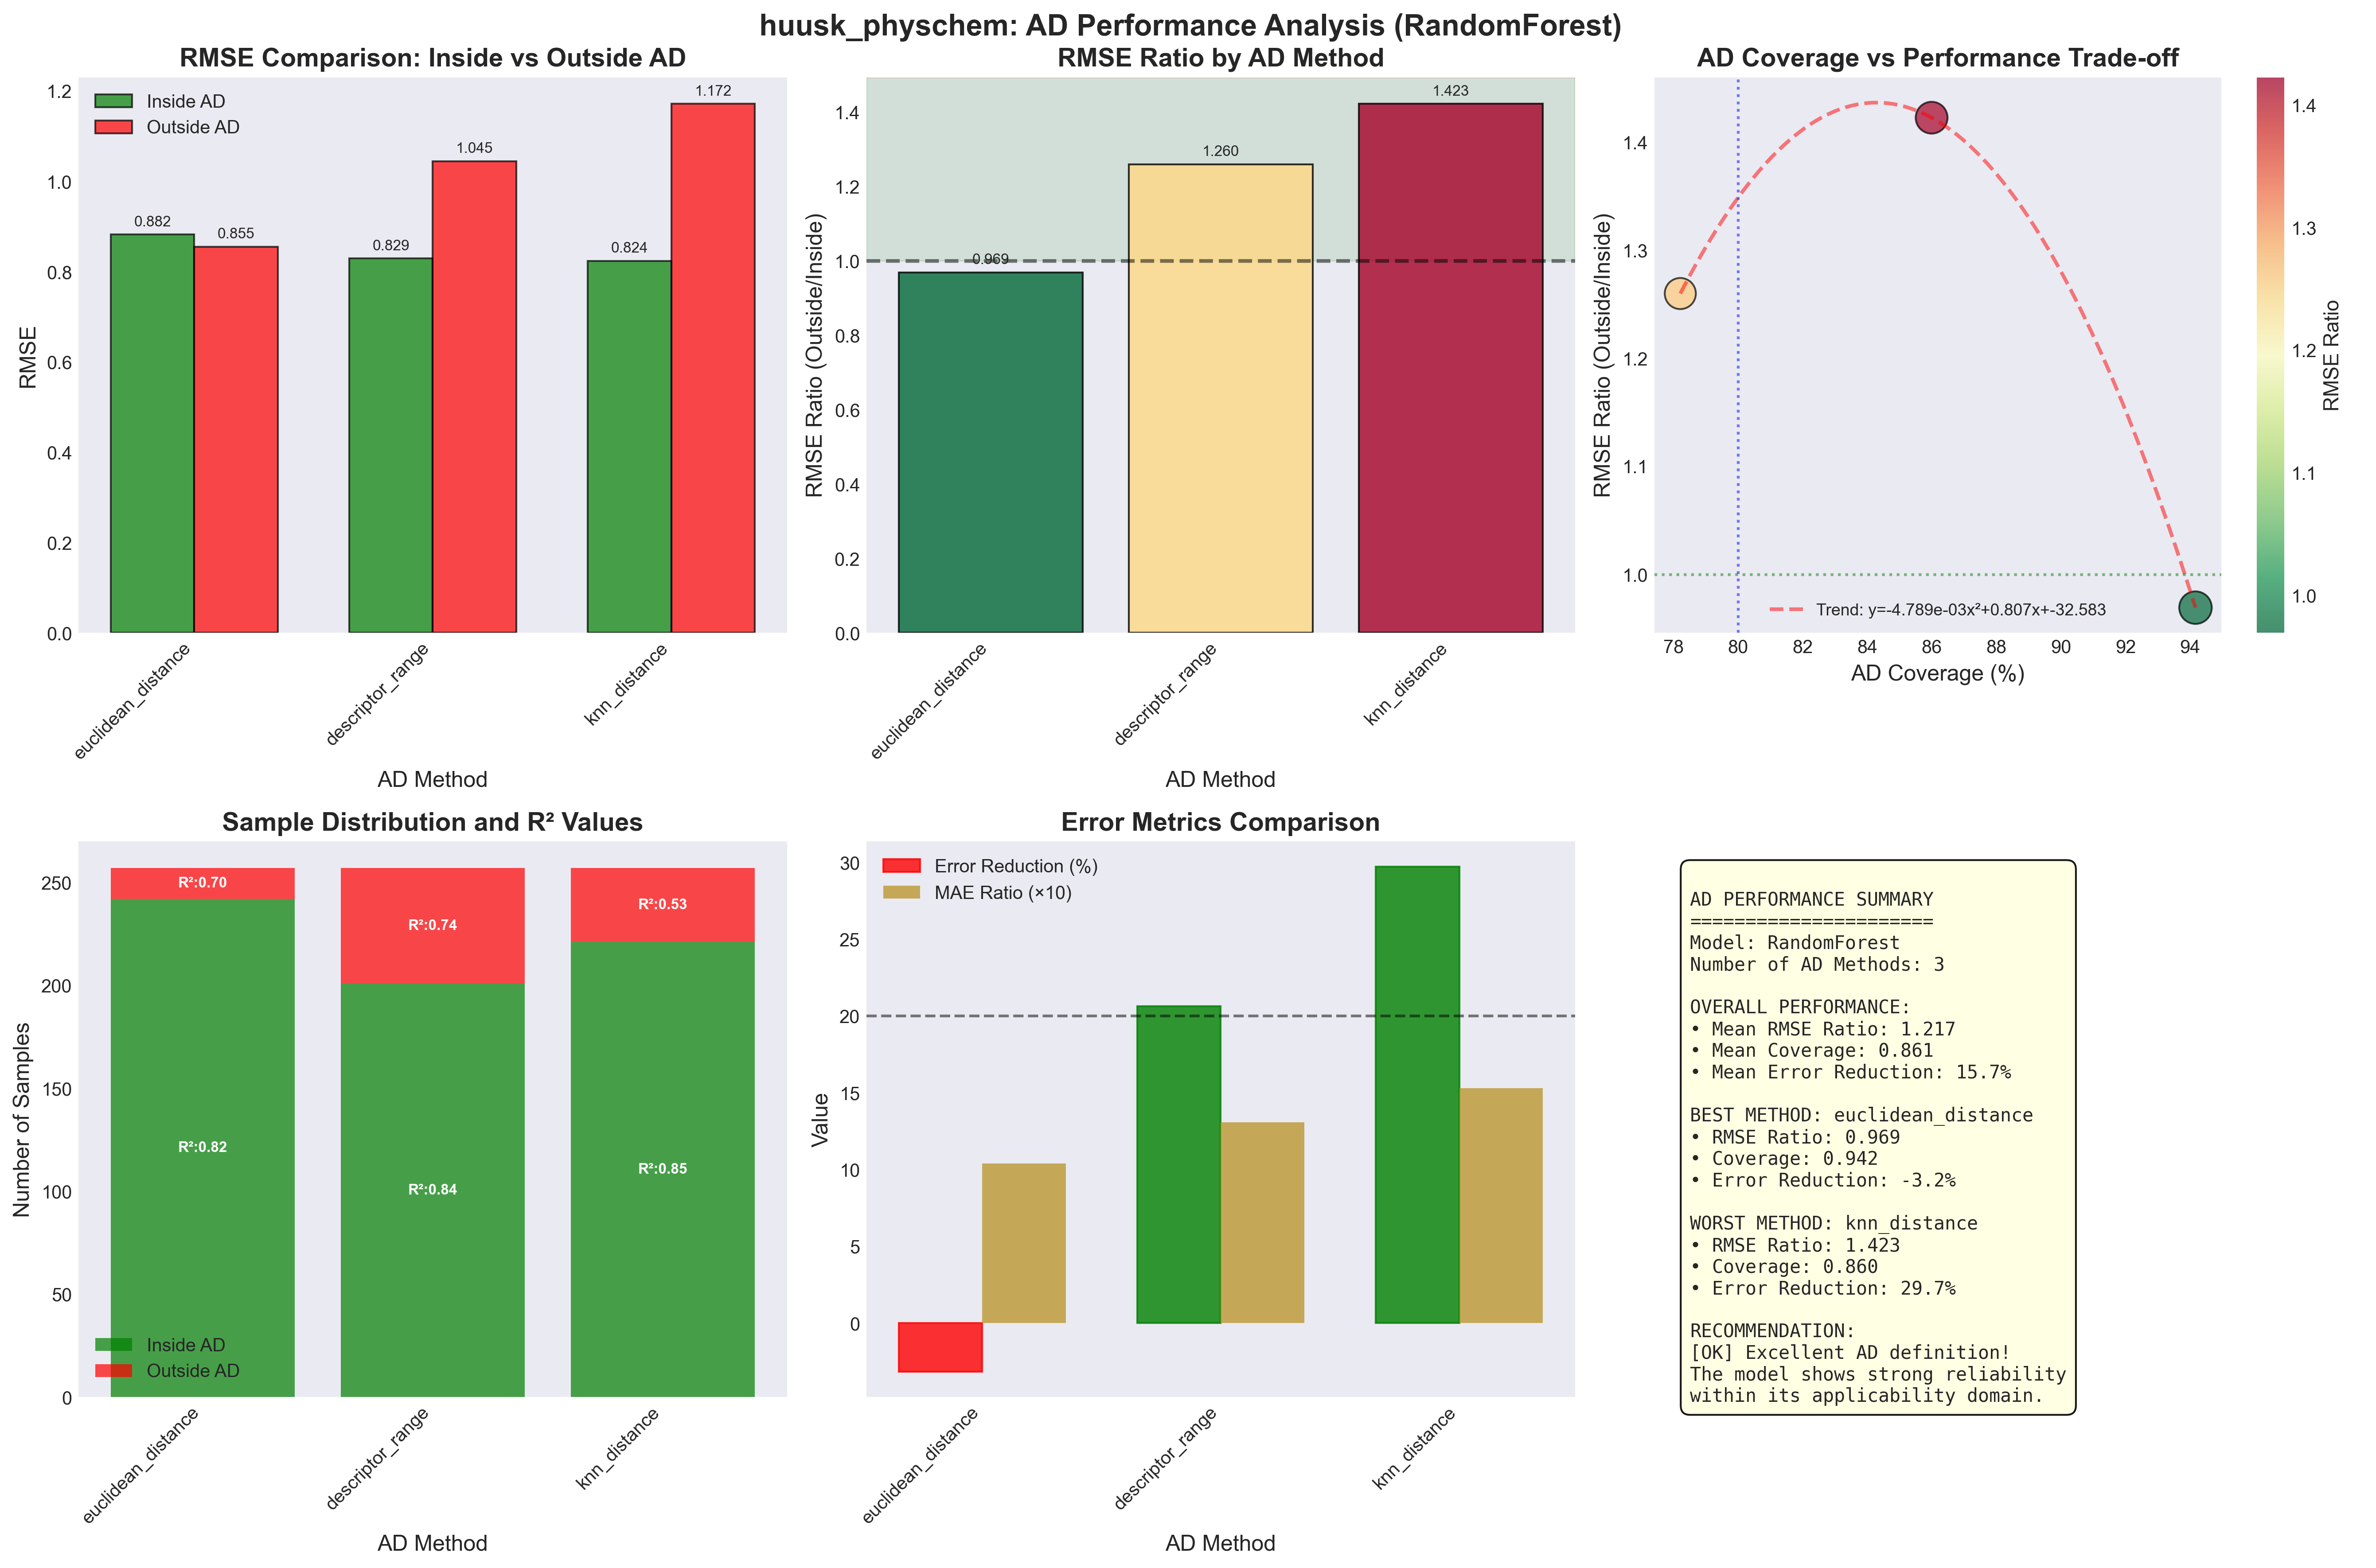 huusk_physchem: AD Performance Analysis (RandomForest)
RMSE Comparison: Inside vs Outside AD
Inside AD
Outside AD
RMSE
1.2
1.0
0.8
0.6
0.4
0.2
0.0
0.882
0.855
0.829
1.045
0.824
1.172
euclidean_distance
descriptor_range
knn_distance
AD Method
RMSE Ratio by AD Method
RMSE Ratio (Outside/Inside)
1.4
1.2
1.0
0.8
0.6
0.4
0.2
0.0
0.969
1.260
1.423
euclidean_distance
descriptor_range
knn_distance
AD Method
AD Coverage vs Performance Trade-off
RMSE Ratio (Outside/Inside)
1.4
1.3
1.2
1.1
1.0
Trend: y=-4.789e-03x²+0.807x+-32.583
78
80
82
84
86
88
90
92
94
AD Coverage (%)
1.4
1.3
1.2
1.1
1.0
RMSE Ratio
Sample Distribution and R² Values
Number of Samples
250
200
150
100
50
0
R²:0.70
R²:0.82
R²:0.74
R²:0.84
R²:0.53
R²:0.85
Inside AD
Outside AD
euclidean_distance
descriptor_range
knn_distance
AD Method
Error Metrics Comparison
Error Reduction (%)
MAE Ratio (×10)
Value
30
25
20
15
10
5
0
euclidean_distance
descriptor_range
knn_distance
AD Method
AD PERFORMANCE SUMMARY
======================
Model: RandomForest
Number of AD Methods: 3
OVERALL PERFORMANCE:
• Mean RMSE Ratio: 1.217
• Mean Coverage: 0.861
• Mean Error Reduction: 15.7%
BEST METHOD: euclidean_distance
• RMSE Ratio: 0.969
• Coverage: 0.942
• Error Reduction: -3.2%
WORST METHOD: knn_distance
• RMSE Ratio: 1.423
• Coverage: 0.860
• Error Reduction: 29.7%
RECOMMENDATION:
[OK] Excellent AD definition!
The model shows strong reliability
within its applicability domain.